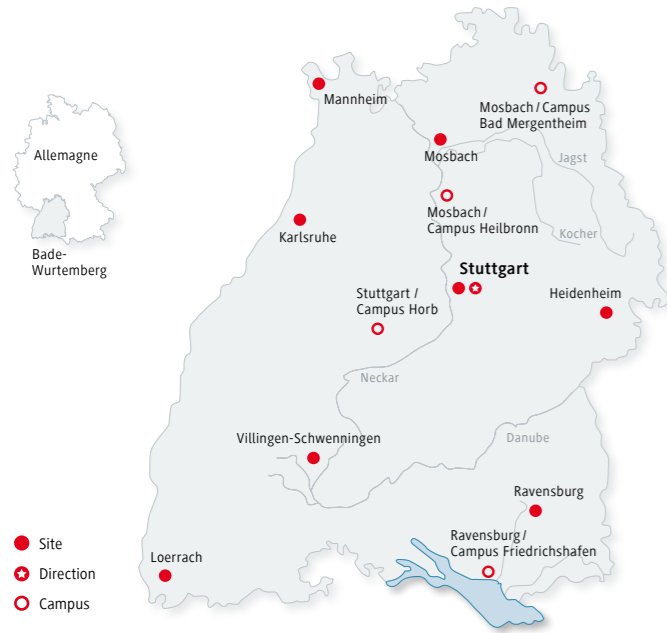 Mannheim
Mosbach / Campus
Bad Mergentheim
Allemagne
Mosbach
Jagst
Mosbach /
Campus Heilbronn
Karlsruhe
Kocher
Bade-
Wurtemberg
Stuttgart
Stuttgart /
Campus Horb
Heidenheim
Neckar
Villingen-Schwenningen
Danube
Ravensburg
Ravensburg /
Campus Friedrichshafen
Loerrach
Site
Direction
Campus